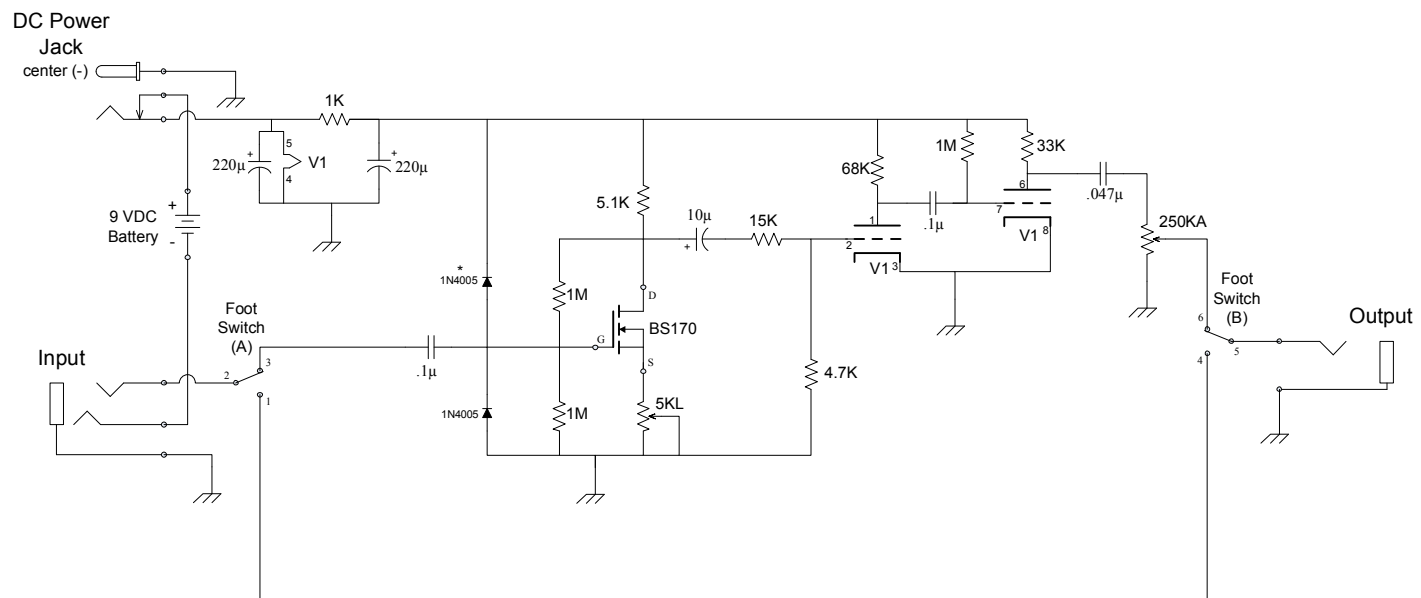 DC Power
Jack
center (-)
1K
5
220µ
V1
4
+
220µ
+
9 VDC
Battery
+
-
Foot
Switch
(A)
Input
2
3
1
.1µ
*
1N4005
1N4005
5.1K
1M
1M
D
G
BS170
S
5KL
10µ
+
15K
4.7K
68K
1
2
V1
3
.1µ
1M
33K
6
7
V1
8
.047µ
250KA
Foot
Switch
(B)
6
5
4
Output
+